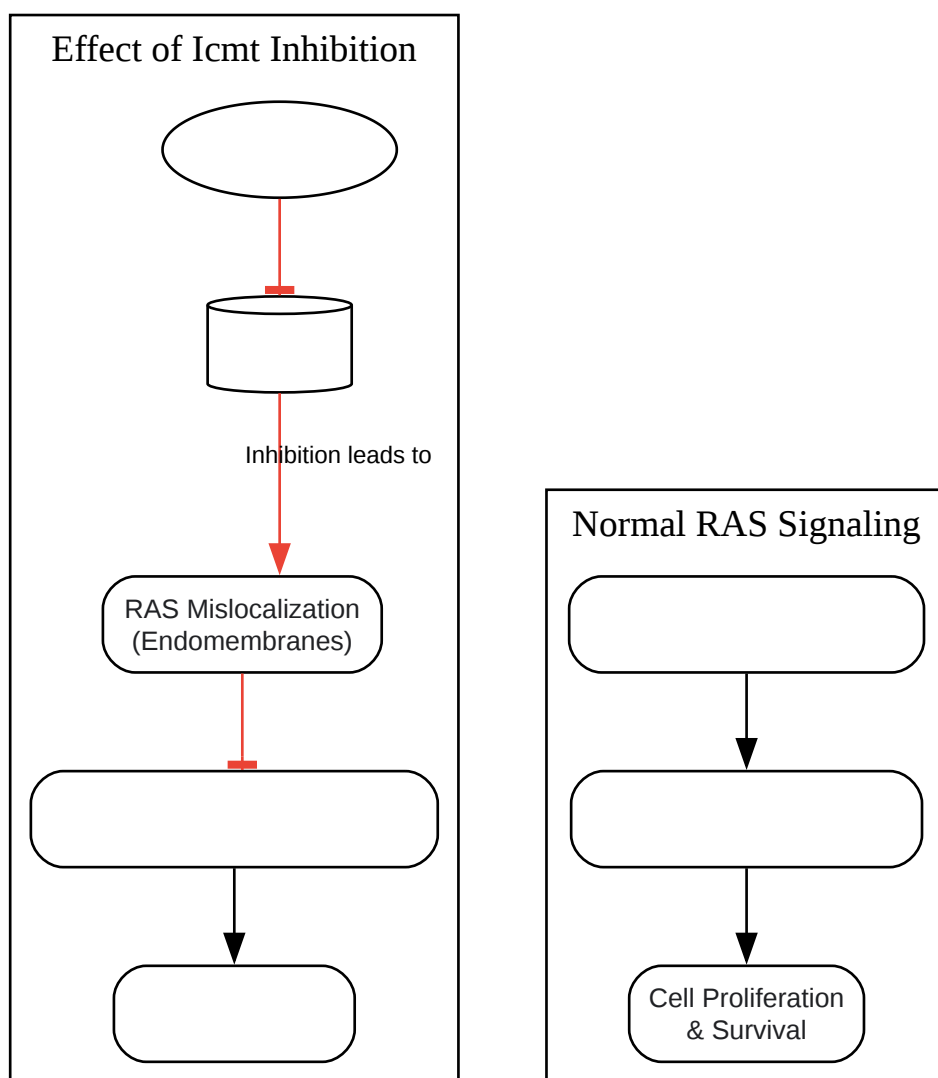 Effect of Icmt Inhibition
Inhibition leads to
RAS Mislocalization
(Endomembranes)
Normal RAS Signaling
Cell Proliferation
& Survival